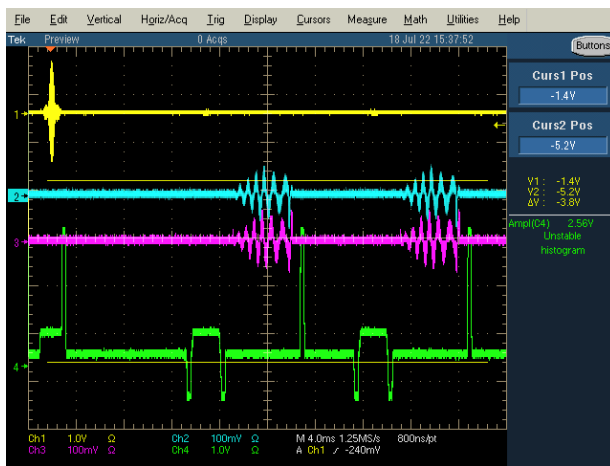 File Edit Vertical Horiz/Acq Trig Display Cursors Measure Math Utilities Help
Tek Preview 0 Acqs 18 Jul 22 15:37:52
Buttons
Curs1 Pos
-1.4V
Curs2 Pos
-5.2V
V1 : -1.4V
V2 : -5.2V
ΔV : -3.8V
Ampl(C4) 2.56V
Unstable
histogram
1
2
3
4
Ch1 1.0V Ω Ch2 100mV Ω M 4.0ms 1.25MS/s 800ns/pt
Ch3 100mV Ω Ch4 1.0V Ω A Ch1 -240mV